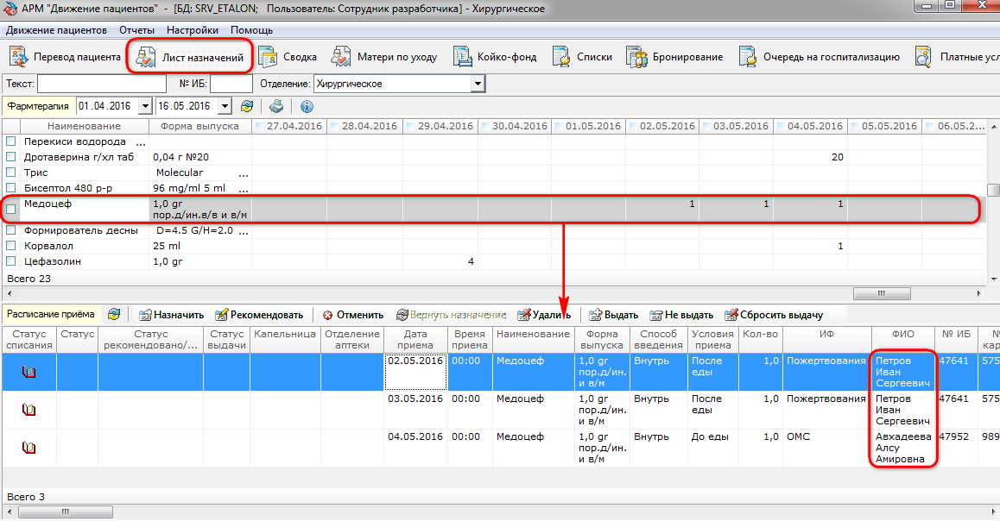 АРМ "Движение пациентов" - [БД: SRV_ETALON; Пользователь: Сотрудник разработчика] - Хирургическое
Движение пациентов Отчеты Настройки Помощь
Перевод пациента Лист назначений Сводка Матери по уходу Койко-фонд Списки Бронирование Очередь на госпитализацию Платные усл
Текст: № ИБ: Отделение: Хирургическое
Фармтерапия 01.04.2016 16.05.2016
Наименование Форма выпуска 27.04.2016 28.04.2016 29.04.2016 30.04.2016 01.05.2016 02.05.2016 03.05.2016 04.05.2016 05.05.2016 06.05.2...
Перекиси водорода ...
Дротаверина г/хл таб 0,04 г №20 20
Трис Molecular ...
Бисептол 480 р-р 96 mg/ml 5 ml ...
Медоцеф 1,0 gr 1 1 1
пор.д/ин.в/в и в/м
Формирователь десны D=4.5 G/H=2.0 ...
Корвалол 25 ml 1
Цефазолин 1,0 gr 4
Всего 23
Расписание приёма Назначить Рекомендовать Отменить Вернуть назначение Удалить Выдать Не выдать Сбросить выдачу
Статус Статус Статус Статус Капельница Отделение Дата Время Наименование Форма Способ Условия Кол-во ИФ ФИО № ИБ №
списания рекомендовано/... выдачи аптеки приема приема выпуска введения приема кар
02.05.2016 00:00 Медоцеф 1,0 gr Внутрь После 1,0 Пожертвования Петров 47641 575
пор.д/ин. еды Иван
и в/м Сергеевич
03.05.2016 00:00 Медоцеф 1,0 gr Внутрь После 1,0 Пожертвования Петров 47641 575
пор.д/ин. еды Иван
и в/м Сергеевич
04.05.2016 00:00 Медоцеф 1,0 gr Внутрь До еды 1,0 ОМС Авхадеева 47952 989
пор.д/ин. Алсу
и в/м Амировна
Всего 3